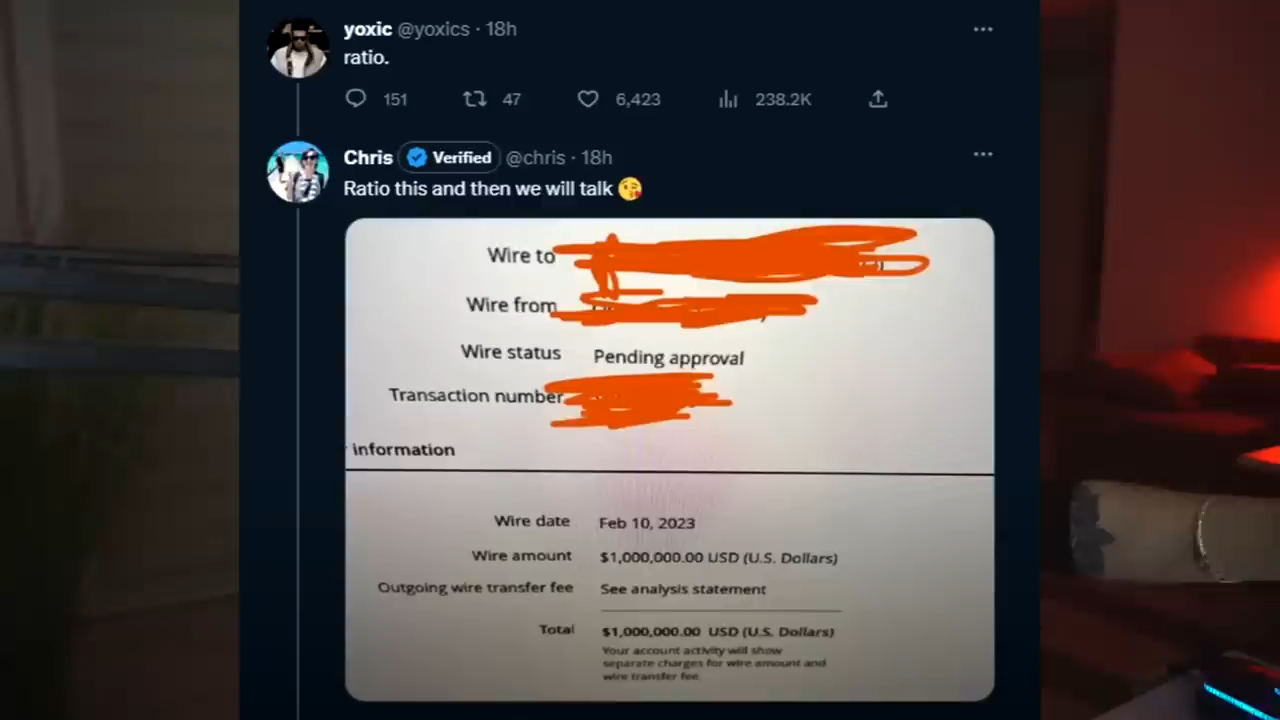 yoxic @yoxics · 18h
ratio.
151 47 6,423 238.2K
Chris Verified @chris · 18h
Ratio this and then we will talk 😘
Wire to
Wire from
Wire status Pending approval
Transaction number
information
Wire date Feb 10, 2023
Wire amount $1,000,000.00 USD (U.S. Dollars)
Outgoing wire transfer fee See analysis statement
Total $1,000,000.00 USD (U.S. Dollars)
Your account activity will show
separate charges for wire amount and
wire transfer fee